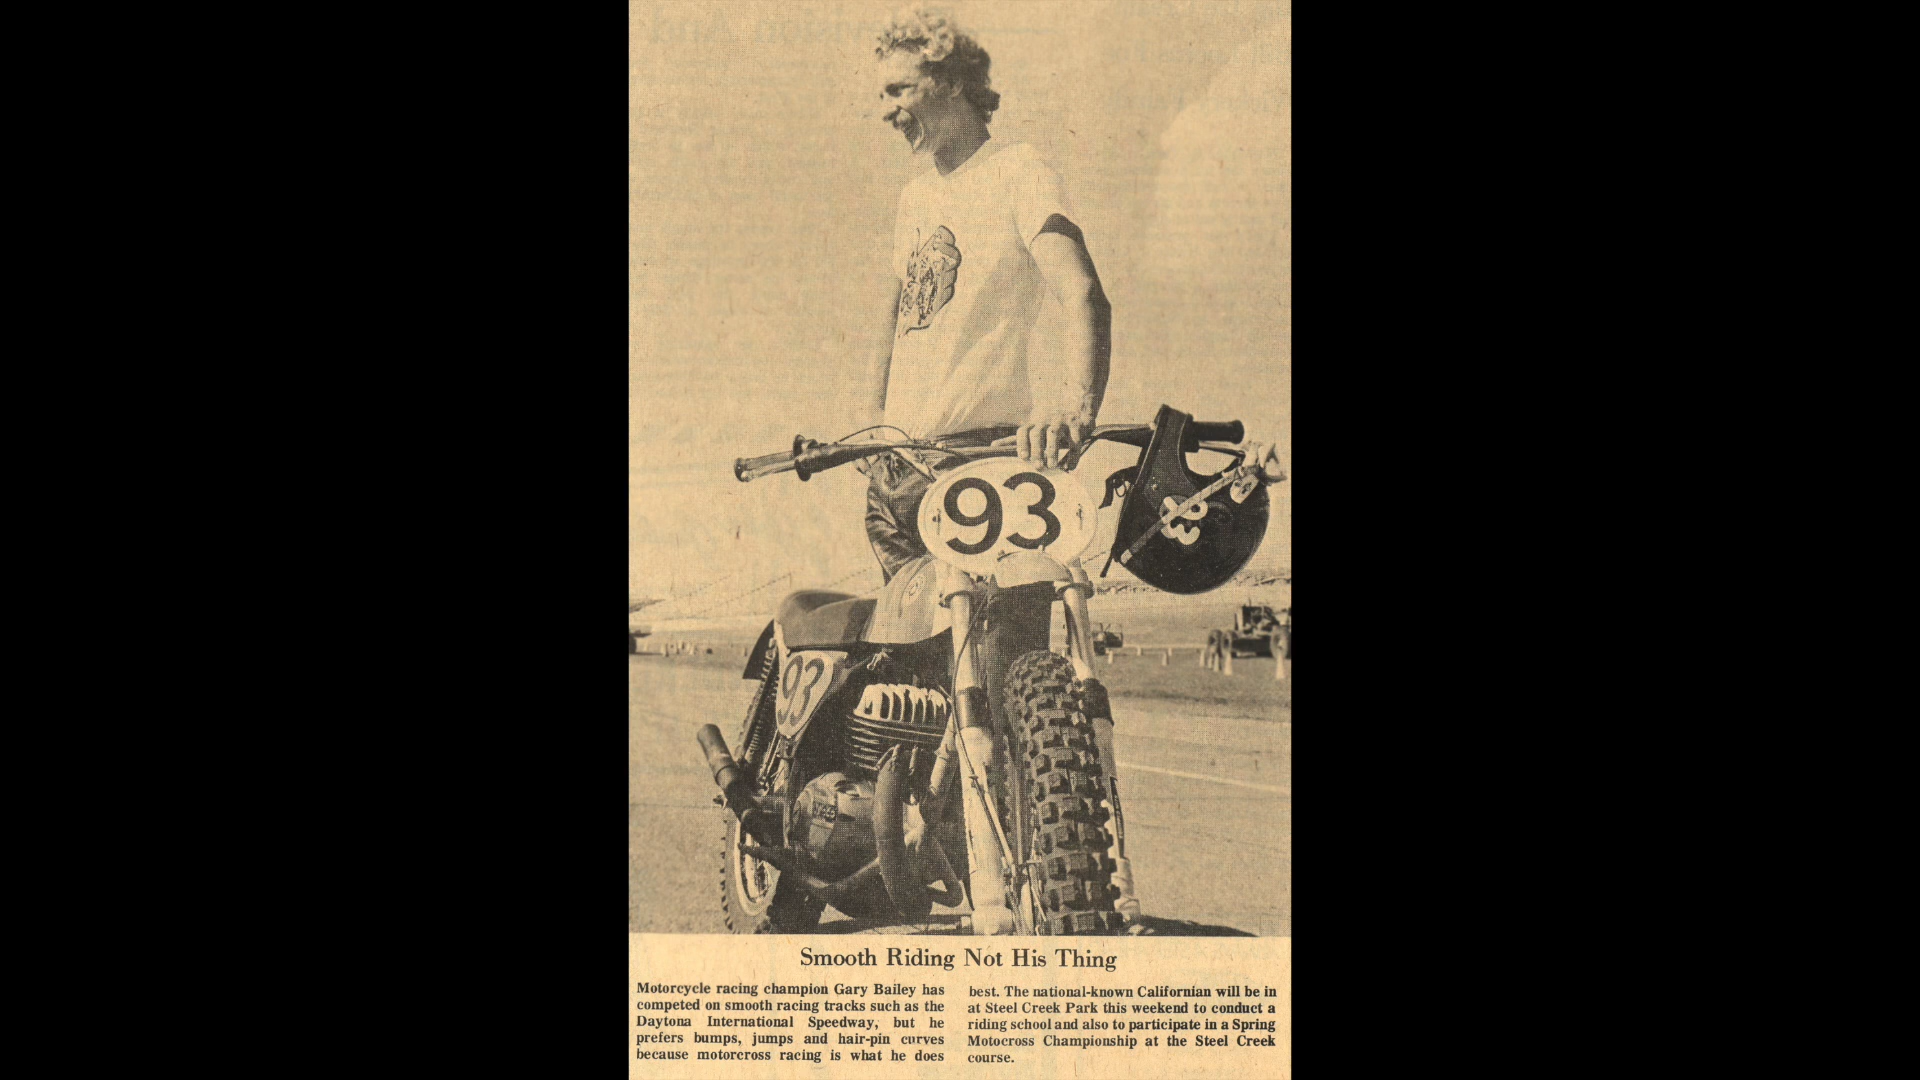 93
93
Smooth Riding Not His Thing
Motorcycle racing champion Gary Bailey has
competed on smooth racing tracks such as the
Daytona International Speedway, but he
prefers bumps, jumps and hair-pin curves
because motorcross racing is what he does
best. The national-known Californian will be in
at Steel Creek Park this weekend to conduct a
riding school and also to participate in a Spring
Motocross Championship at the Steel Creek
course.